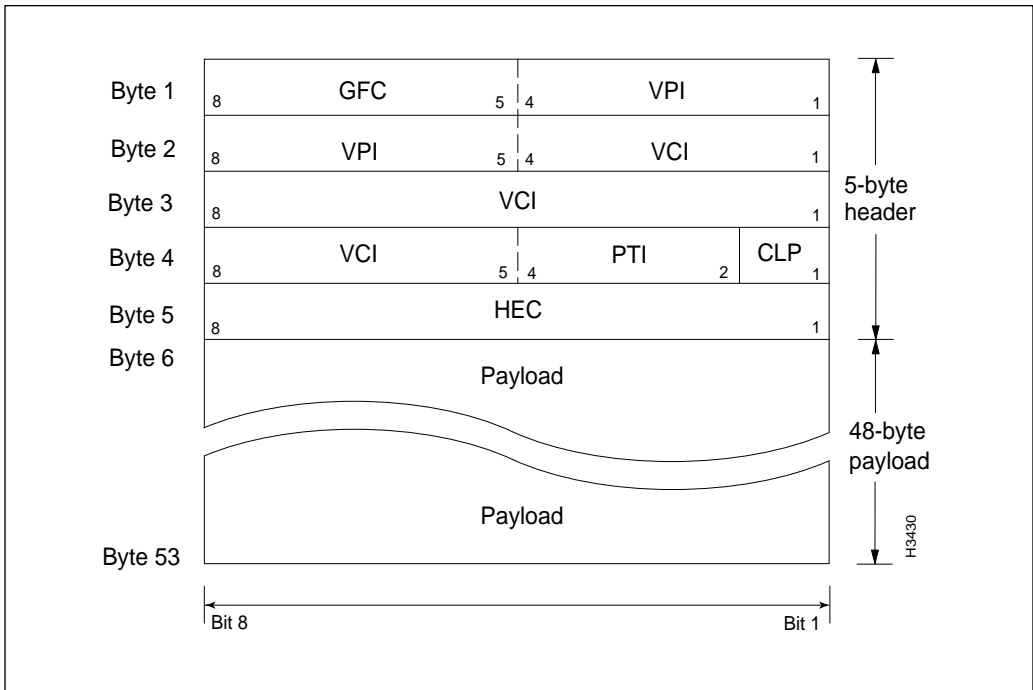 Byte 1 8 GFC 5 4 VPI 1
Byte 2 8 VPI 5 4 VCI 1
Byte 3 8 VCI 1
5-byte
header
Byte 4 8 VCI 5 4 PTI 2 CLP 1
Byte 5 8 HEC 1
Byte 6
Payload
48-byte
payload
Payload
H3430
Byte 53
Bit 8 Bit 1